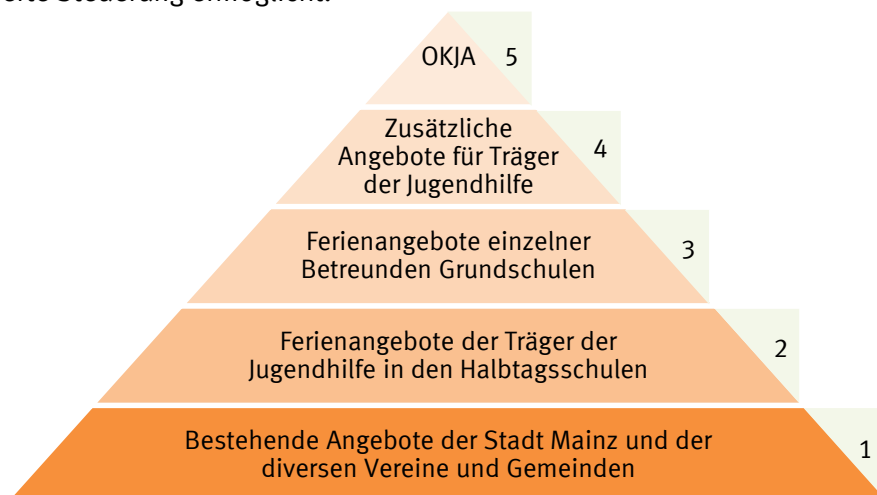 OKJA 5
Zusätzliche
Angebote für Träger
der Jugendhilfe
4
Ferienangebote einzelner
Betreunden Grundschulen
3
Ferienangebote der Träger der
Jugendhilfe in den Halbtagsschulen
2
Bestehende Angebote der Stadt Mainz und der
diversen Vereine und Gemeinden
1